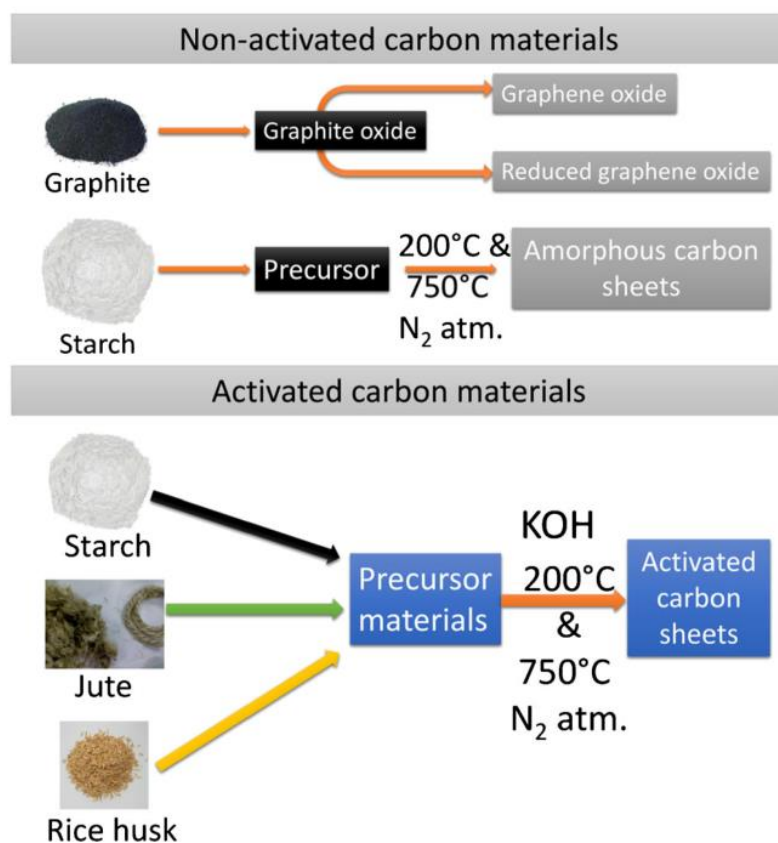 Non-activated carbon materials
Graphite
Graphite oxide
Graphene oxide
Reduced graphene oxide
Starch
Precursor
200°C &
750°C
N₂ atm.
Amorphous carbon
sheets
Activated carbon materials
Starch
Jute
Rice husk
Precursor
materials
KOH
200°C
&
750°C
N₂ atm.
Activated
carbon
sheets